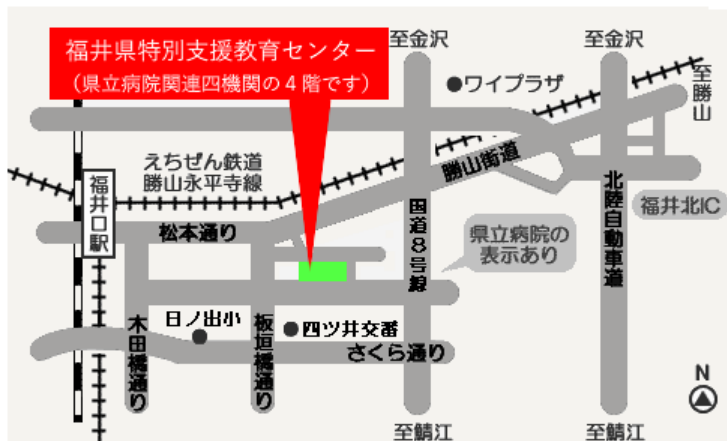 福井県特別支援教育センター
（県立病院関連四機関の４階です）
至金沢
至金沢
ワイプラザ
至勝山
えちぜん鉄道
勝山永平寺線
勝山街道
福井口駅
国道８号線
北陸自動車道
福井北IC
松本通り
県立病院の
表示あり
木田橋通り
日ノ出小
板垣橋通り
四ツ井交番
さくら通り
N
至鯖江
至鯖江